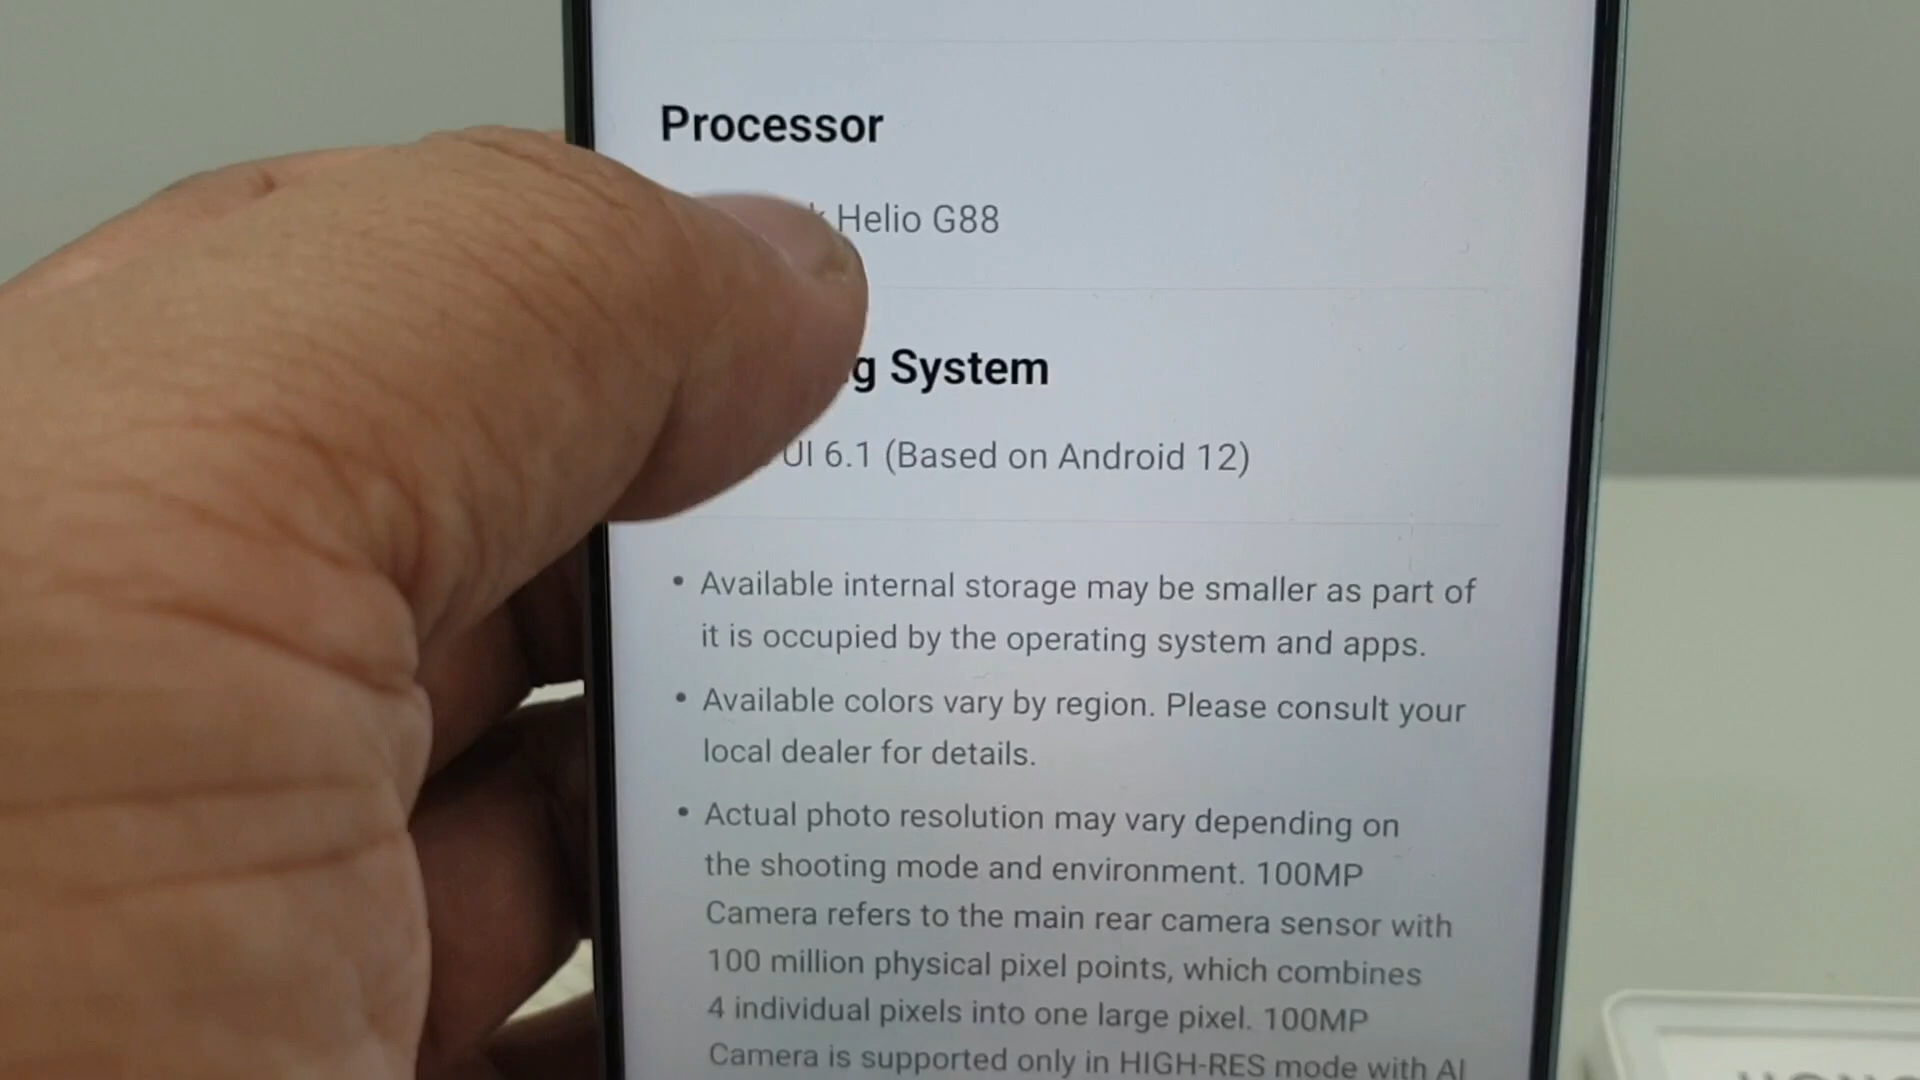 Processor
Helio G88
System
UI 6.1 (Based on Android 12)
• Available internal storage may be smaller as part of
it is occupied by the operating system and apps.
• Available colors vary by region. Please consult your
local dealer for details.
• Actual photo resolution may vary depending on
the shooting mode and environment. 100MP
Camera refers to the main rear camera sensor with
100 million physical pixel points, which combines
4 individual pixels into one large pixel. 100MP
Camera is supported only in HIGH-RES mode with AI